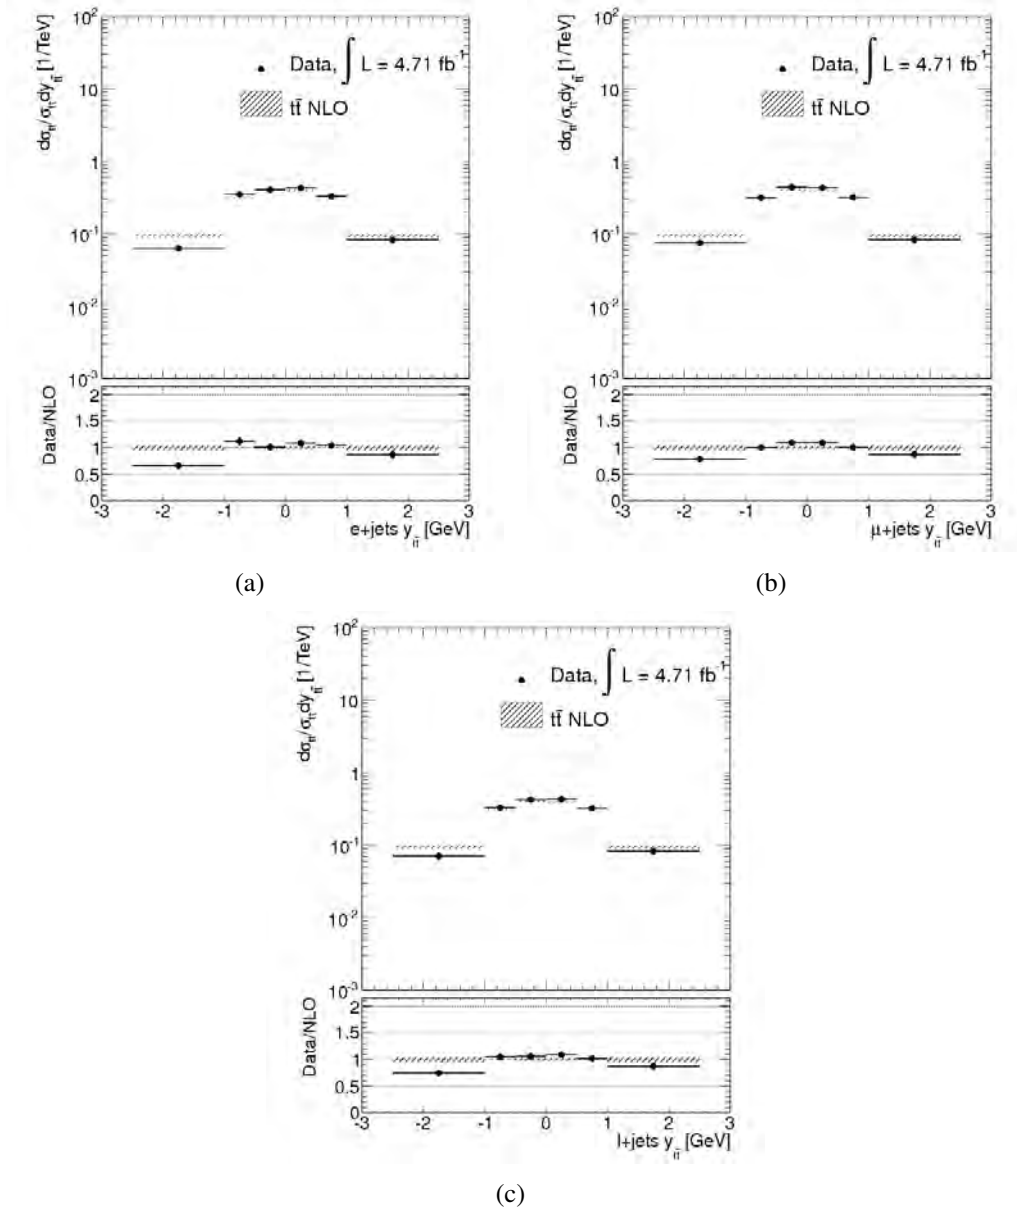 10²
10
1
10⁻¹
10⁻²
10⁻³
dσ_tt̄/σ_tt̄dy_tt̄ [1/TeV]
Data, ∫ L = 4.71 fb⁻¹
tt̄ NLO
Data/NLO
2
1.5
1
0.5
0
-3 -2 -1 0 1 2 3
e+jets y_tt̄ [GeV]
(a)
10²
10
1
10⁻¹
10⁻²
10⁻³
dσ_tt̄/σ_tt̄dy_tt̄ [1/TeV]
Data, ∫ L = 4.71 fb⁻¹
tt̄ NLO
Data/NLO
2
1.5
1
0.5
0
-3 -2 -1 0 1 2 3
μ+jets y_tt̄ [GeV]
(b)
10²
10
1
10⁻¹
10⁻²
10⁻³
dσ_tt̄/σ_tt̄dy_tt̄ [1/TeV]
Data, ∫ L = 4.71 fb⁻¹
tt̄ NLO
Data/NLO
2
1.5
1
0.5
0
-3 -2 -1 0 1 2 3
l+jets y_tt̄ [GeV]
(c)